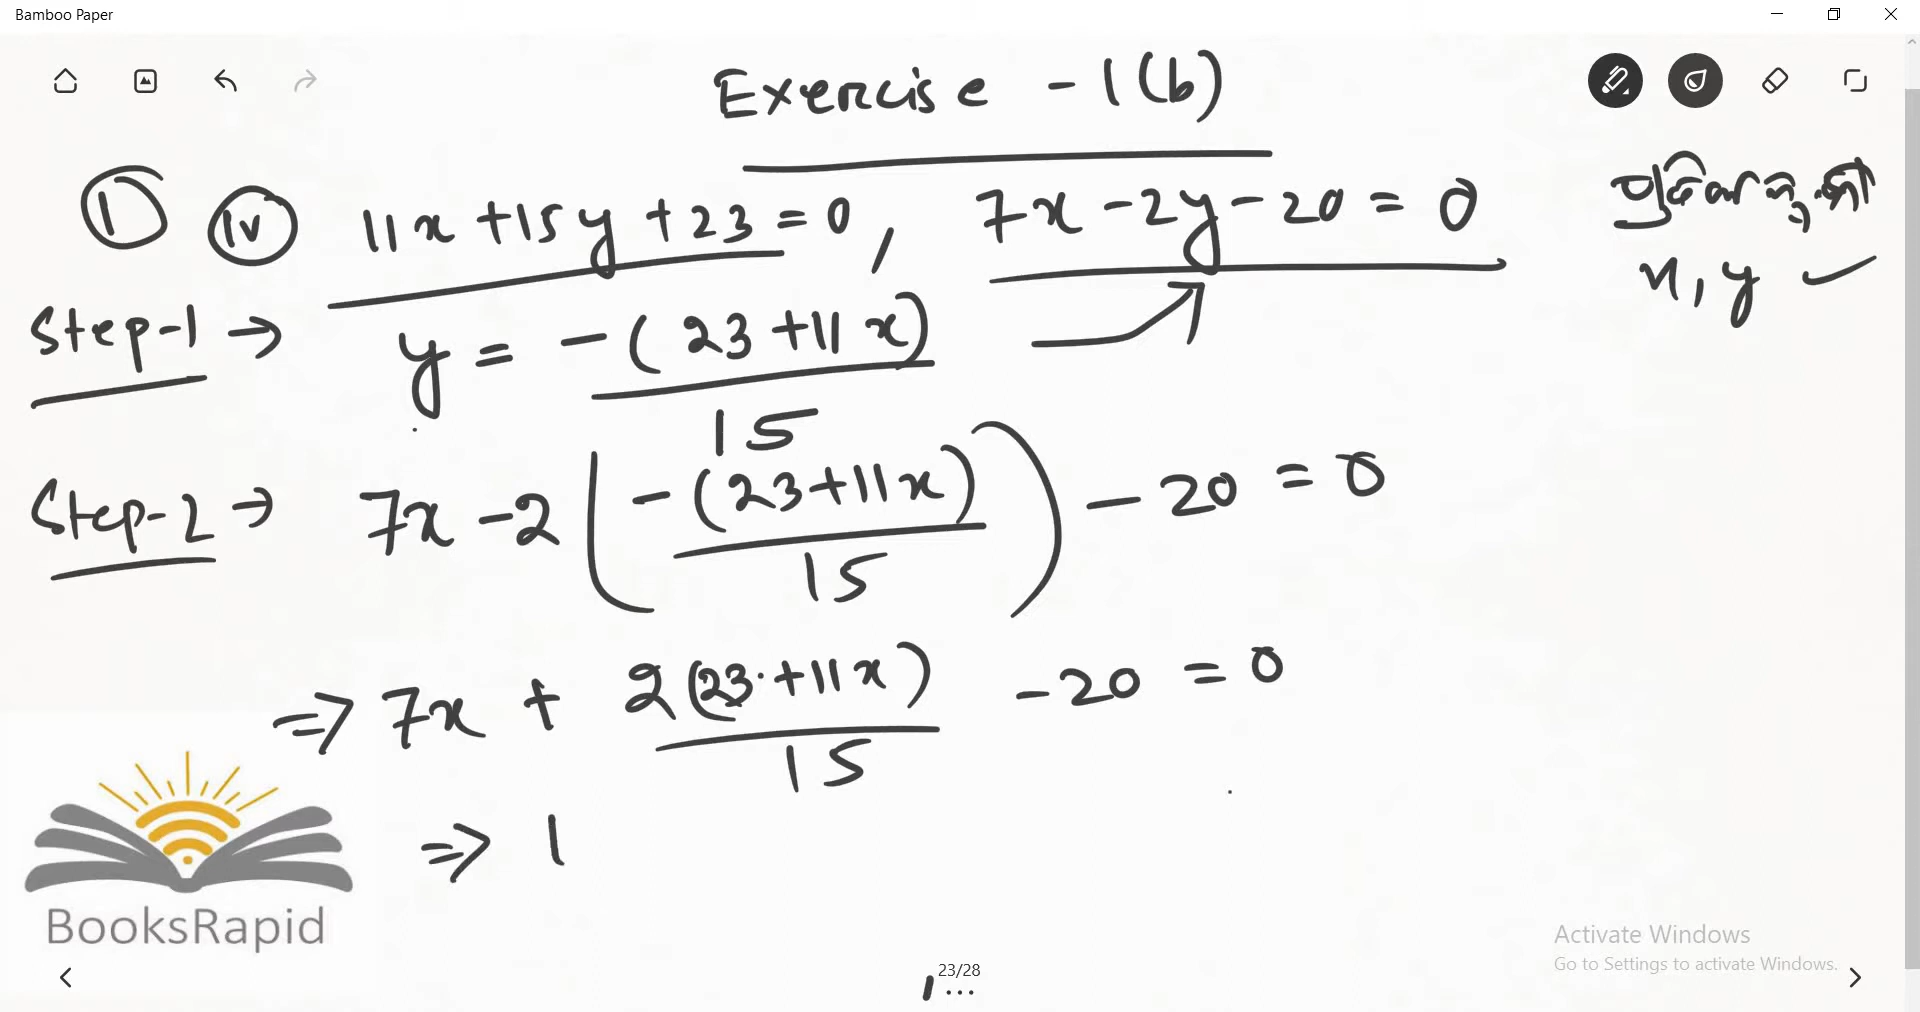 Bamboo Paper
Exercise - 1(b)
① (iv) 11x + 15y + 23 = 0, 7x - 2y - 20 = 0
x, y ✓
Step-1 → y = -(23 + 11x)/15
Step-2 → 7x - 2(-(23 + 11x)/15) - 20 = 0
⇒ 7x + 2(23 + 11x)/15 - 20 = 0
⇒ 1
BooksRapid
Activate Windows
Go to Settings to activate Windows.
23/28